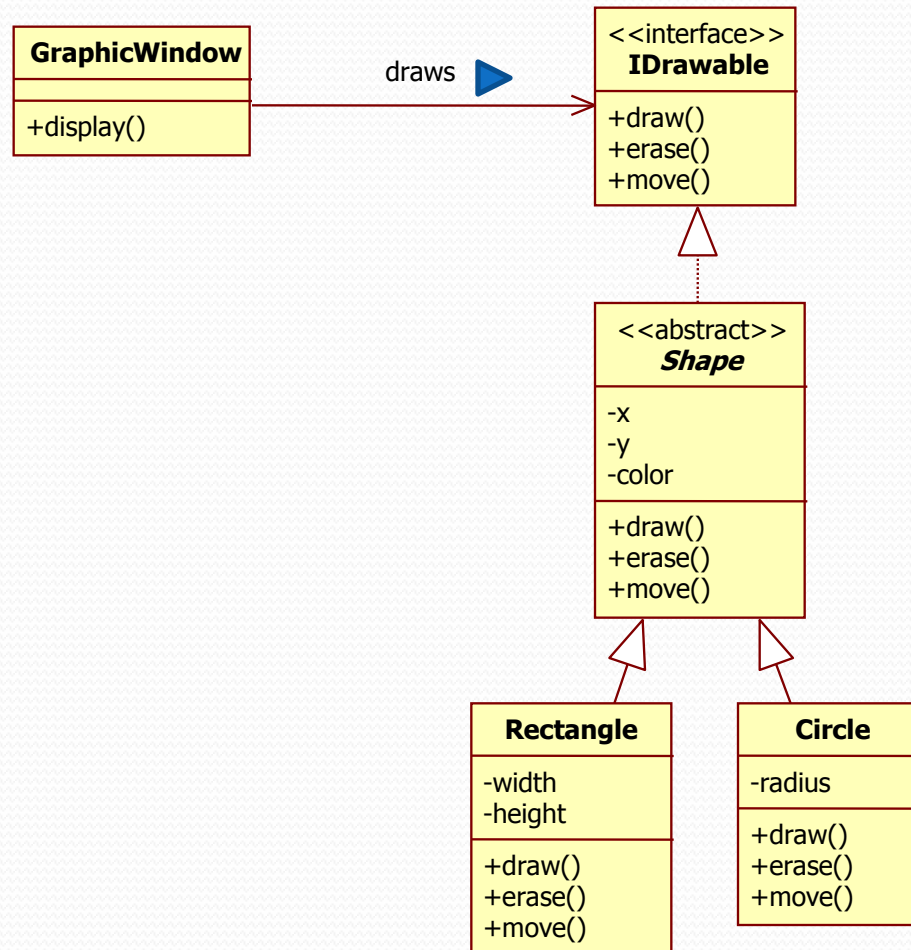 GraphicWindow
+display()
draws
<<interface>>
IDrawable
+draw()
+erase()
+move()
<<abstract>>
Shape
-x
-y
-color
+draw()
+erase()
+move()
Rectangle
-width
-height
+draw()
+erase()
+move()
Circle
-radius
+draw()
+erase()
+move()